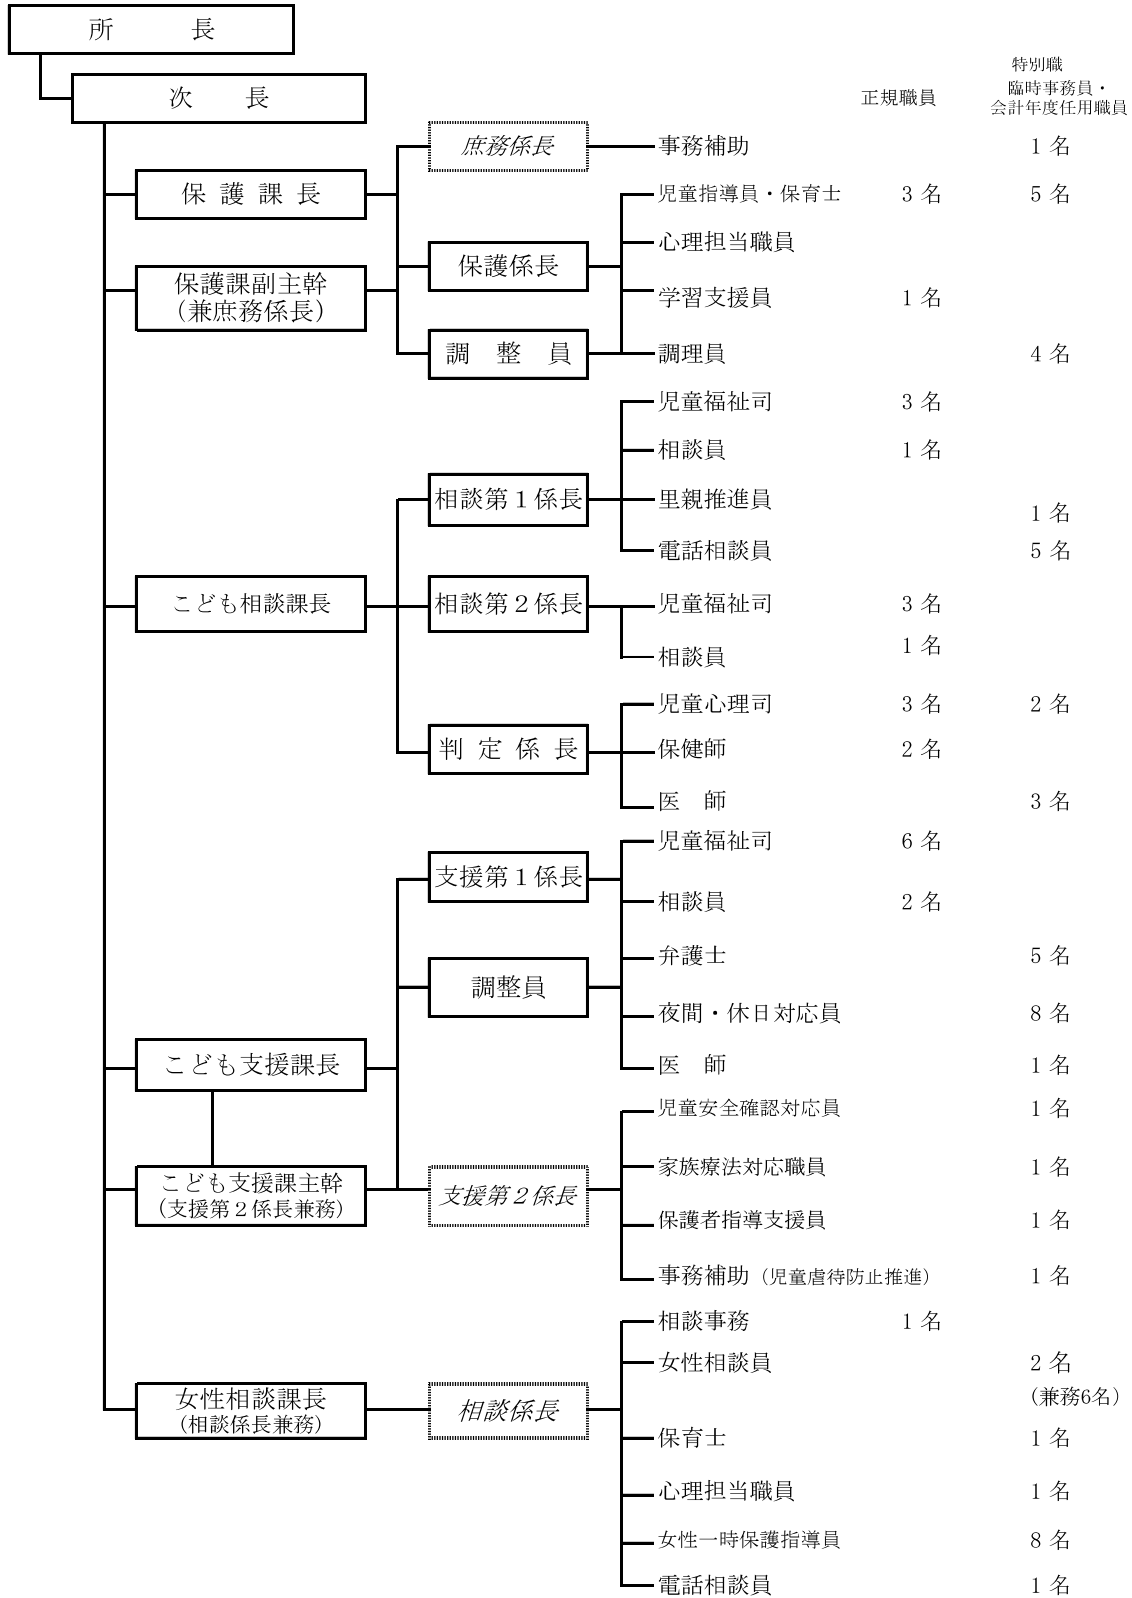 所　　　長
次　　長
正規職員
特別職
臨時事務員・
会計年度任用職員
庶務係長
事務補助　1 名
保 護 課 長
児童指導員・保育士　3 名　5 名
心理担当職員
保護係長
保護課副主幹
（兼庶務係長）
学習支援員　1 名
調　整　員
調理員　4 名
児童福祉司　3 名
相談員　1 名
相談第１係長
里親推進員　1 名
電話相談員　5 名
こども相談課長
相談第２係長
児童福祉司　3 名
相談員　1 名
児童心理司　3 名　2 名
判 定 係 長
保健師　2 名
医　師　3 名
児童福祉司　6 名
支援第１係長
相談員　2 名
弁護士　5 名
調整員
夜間・休日対応員　8 名
こども支援課長
医　師　1 名
児童安全確認対応員　1 名
家族療法対応職員　1 名
こども支援課主幹
(支援第２係長兼務)
支援第２係長
保護者指導支援員　1 名
事務補助（児童虐待防止推進）　1 名
相談事務　1 名
女性相談員　2 名
（兼務6名）
女性相談課長
(相談係長兼務)
相談係長
保育士　1 名
心理担当職員　1 名
女性一時保護指導員　8 名
電話相談員　1 名